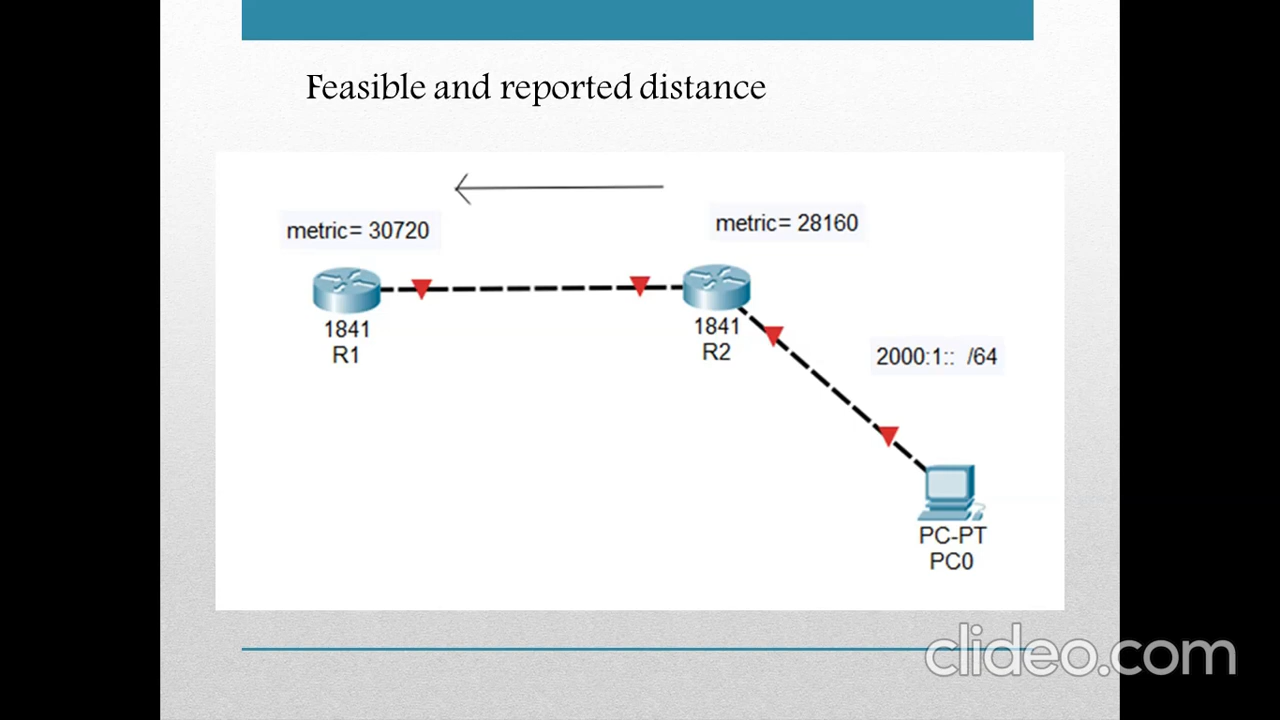 Feasible and reported distance
metric= 30720
metric= 28160
1841
R1
1841
R2
2000:1:: /64
PC-PT
PC0
clideo.com